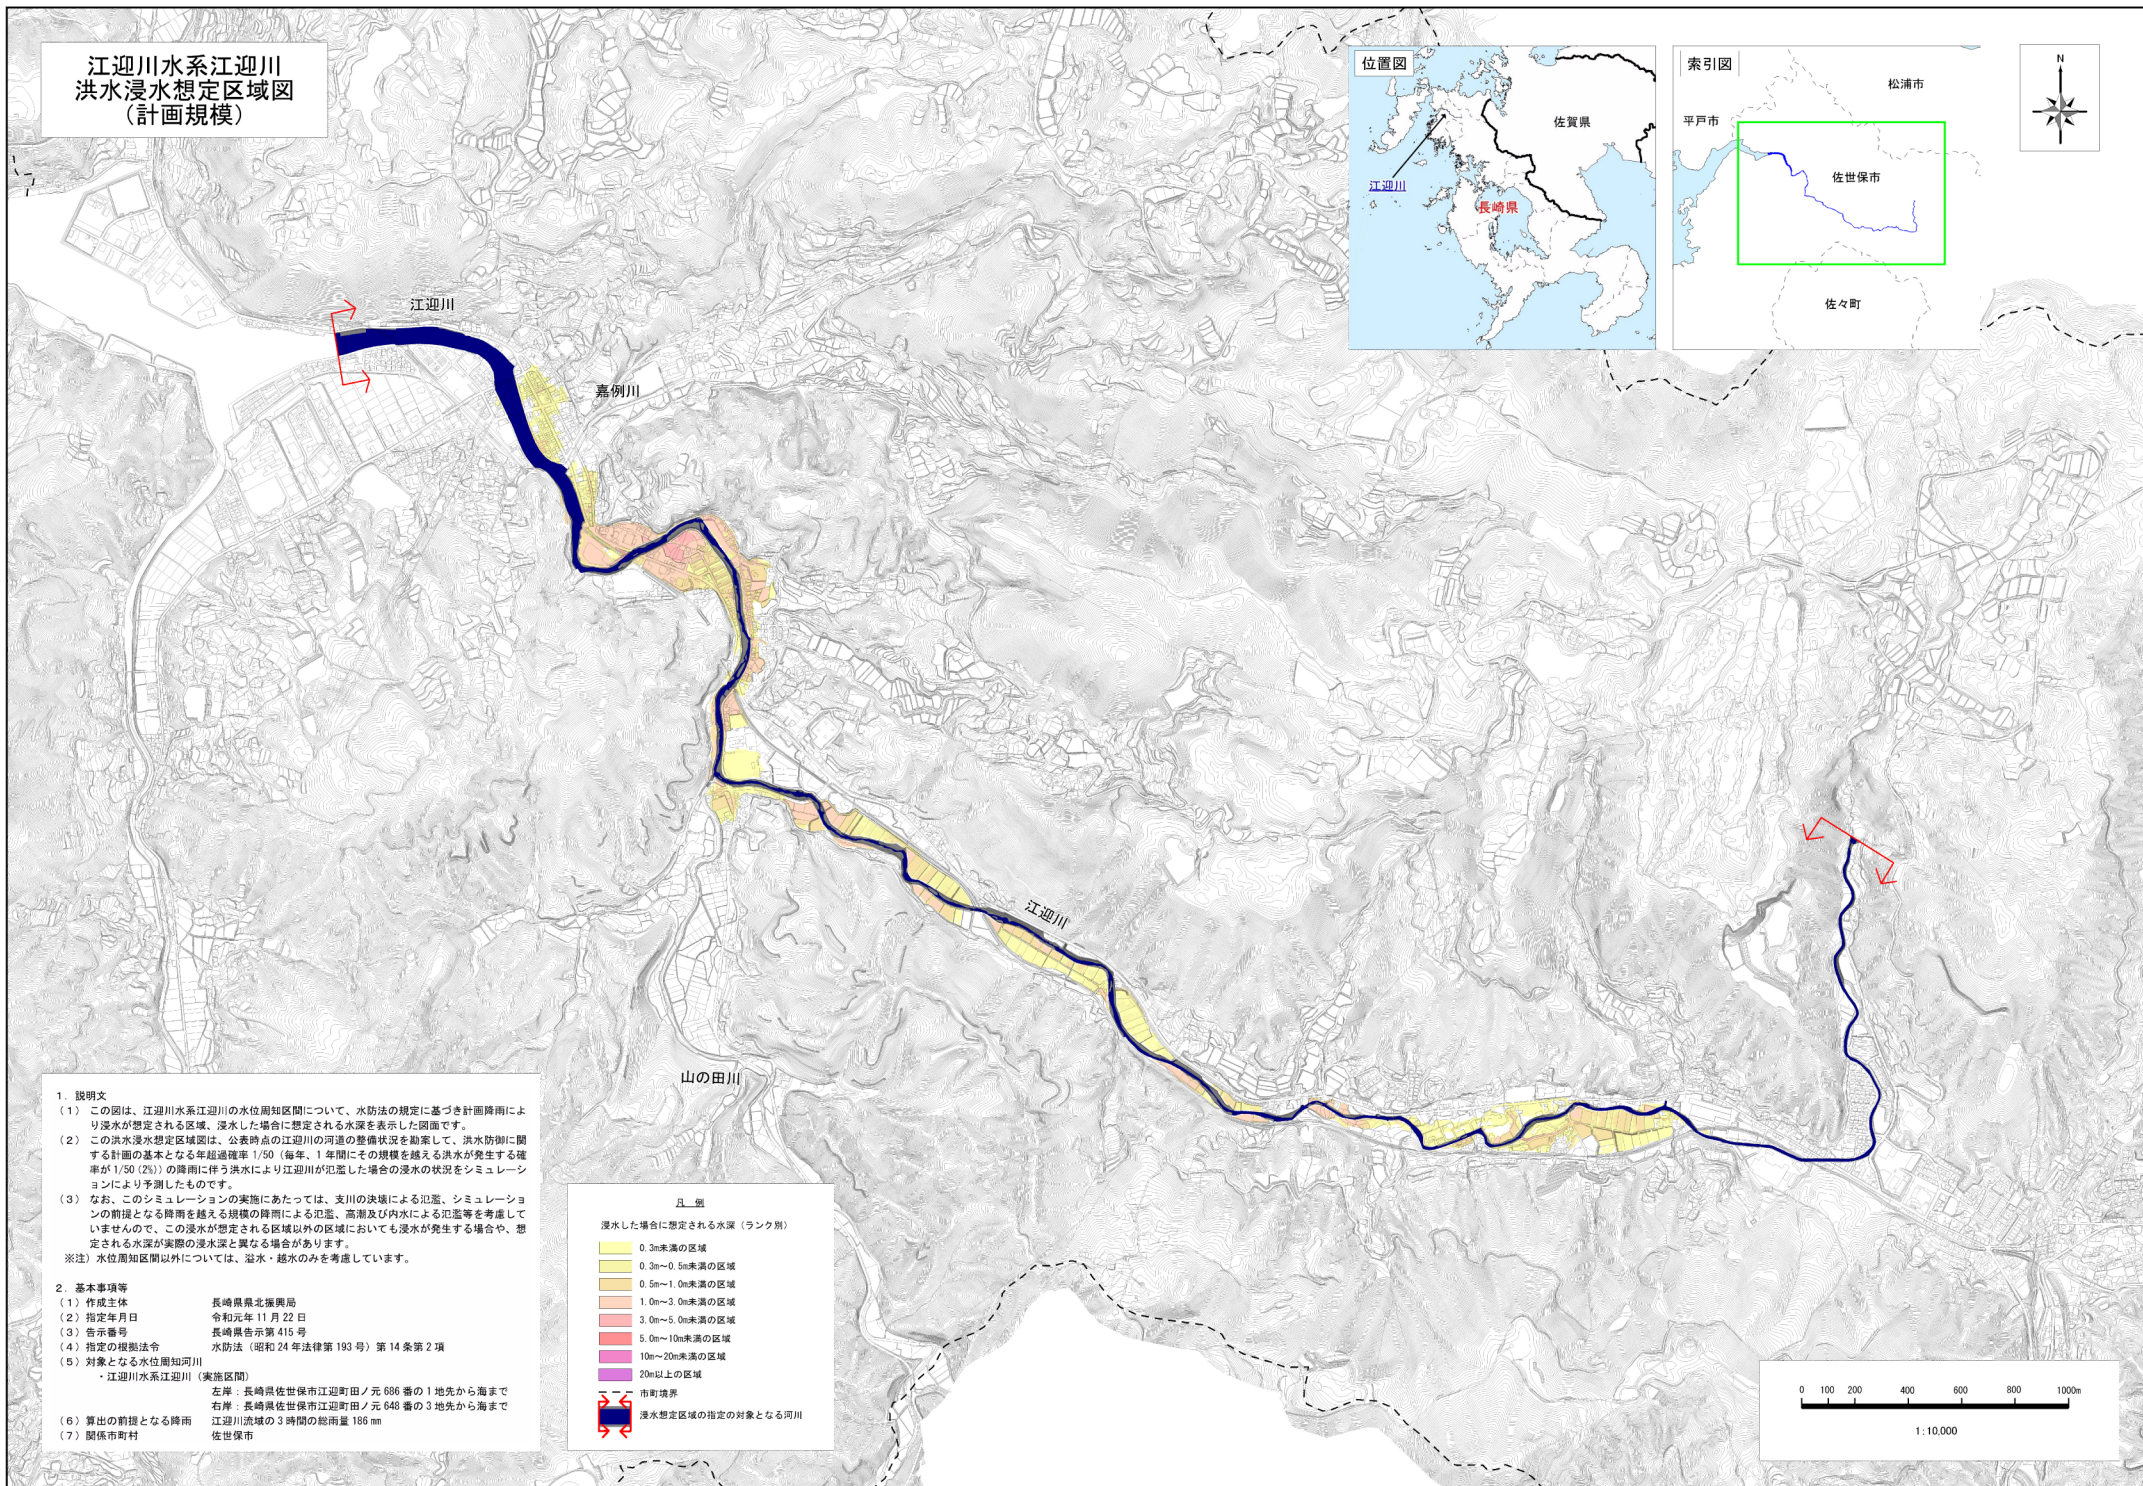 江迎川水系江迎川
洪水浸水想定区域図
（計画規模）
位置図
佐賀県
江迎川
長崎県
索引図
松浦市
平戸市
佐世保市
佐々町
N
江迎川
嘉例川
江迎川
山の田川
1．説明文
（1） この図は、江迎川水系江迎川の水位周知区間について、水防法の規定に基づき計画降雨によ
り浸水が想定される区域、浸水した場合に想定される水深を表示した図面です。
（2） この洪水浸水想定区域図は、公表時点の江迎川の河道の整備状況を勘案して、洪水防御に関
する計画の基本となる年超過確率 1/50（毎年、1 年間にその規模を越える洪水が発生する確
率が 1/50（2%））の降雨に伴う洪水により江迎川が氾濫した場合の浸水の状況をシミュレーシ
ョンにより予測したものです。
（3） なお、このシミュレーションの実施にあたっては、支川の決壊による氾濫、シミュレーショ
ンの前提となる降雨を越える規模の降雨による氾濫、高潮及び内水による氾濫等を考慮して
いませんので、この浸水が想定される区域以外の区域においても浸水が発生する場合や、想
定される水深が実際の浸水深と異なる場合があります。
※注）水位周知区間以外については、溢水・越水のみを考慮しています。
2．基本事項等
（1）作成主体 長崎県県北振興局
（2）指定年月日 令和元年 11 月 22 日
（3）告示番号 長崎県告示第 415 号
（4）指定の根拠法令 水防法（昭和 24 年法律第 193 号）第 14 条第 2 項
（5）対象となる水位周知河川
・江迎川水系江迎川（実施区間）
左岸：長崎県佐世保市江迎町田ノ元 686 番の 1 地先から海まで
右岸：長崎県佐世保市江迎町田ノ元 648 番の 3 地先から海まで
（6）算出の前提となる降雨 江迎川流域の 3 時間の総雨量 186 mm
（7）関係市町村 佐世保市
凡 例
浸水した場合に想定される水深（ランク別）
0.3m未満の区域
0.3m～0.5m未満の区域
0.5m～1.0m未満の区域
1.0m～3.0m未満の区域
3.0m～5.0m未満の区域
5.0m～10m未満の区域
10m～20m未満の区域
20m以上の区域
市町境界
浸水想定区域の指定の対象となる河川
0 100 200 400 600 800 1000m
1:10,000